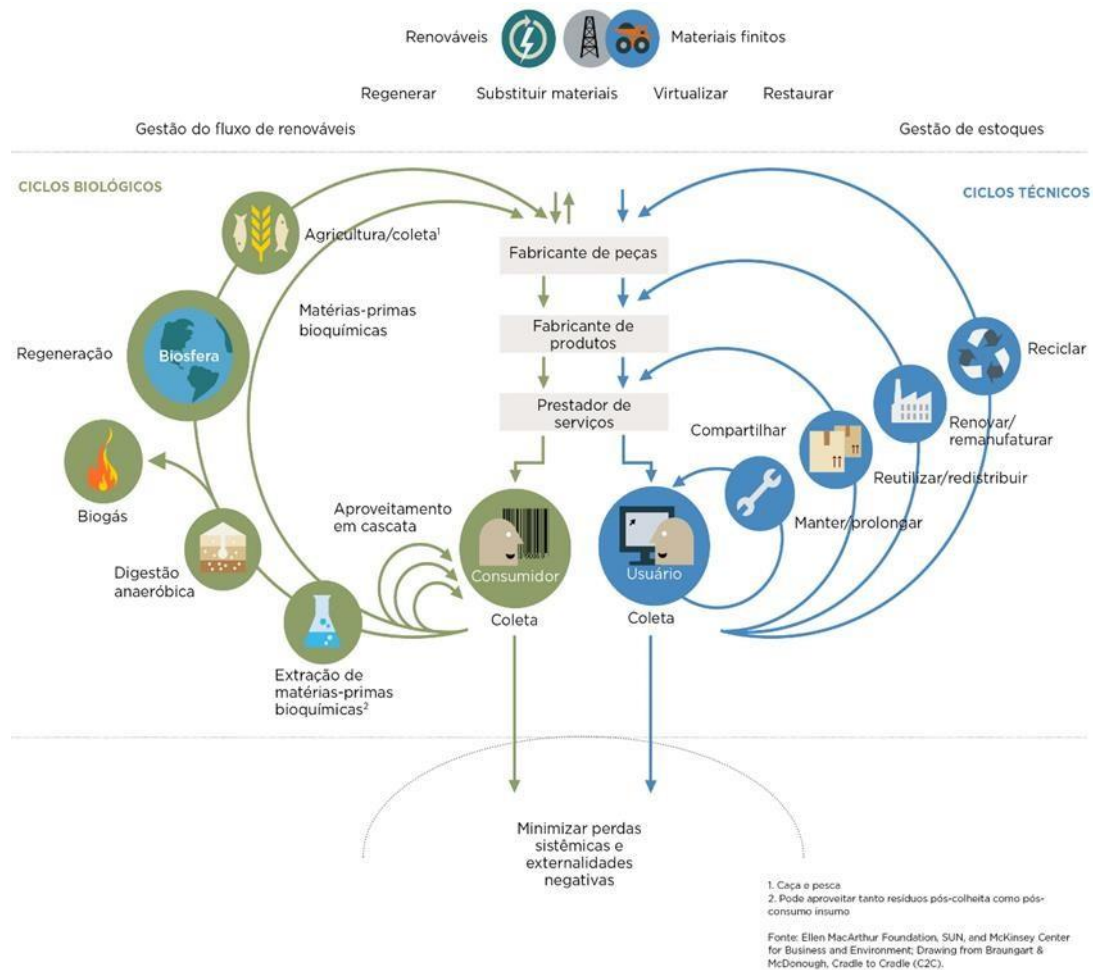 Renováveis
Materiais finitos
Regenerar
Substituir materiais
Virtualizar
Restaurar
Gestão do fluxo de renováveis
Gestão de estoques
CICLOS BIOLÓGICOS
CICLOS TÉCNICOS
Agricultura/coleta¹
Fabricante de peças
Matérias-primas
bioquímicas
Fabricante de
produtos
Regeneração
Biosfera
Reciclar
Prestador de
serviços
Renovar/
remanufaturar
Compartilhar
Reutilizar/redistribuir
Biogás
Aproveitamento
em cascata
Manter/prolongar
Digestão
anaeróbica
Consumidor
Usuário
Coleta
Coleta
Extração de
matérias-primas
bioquímicas²
Minimizar perdas
sistêmicas e
externalidades
negativas
1. Caça e pesca
2. Pode aproveitar tanto resíduos pós-colheita como pós-
consumo insumo
Fonte: Ellen MacArthur Foundation, SUN, and McKinsey Center
for Business and Environment; Drawing from Braungart &
McDonough, Cradle to Cradle (C2C).